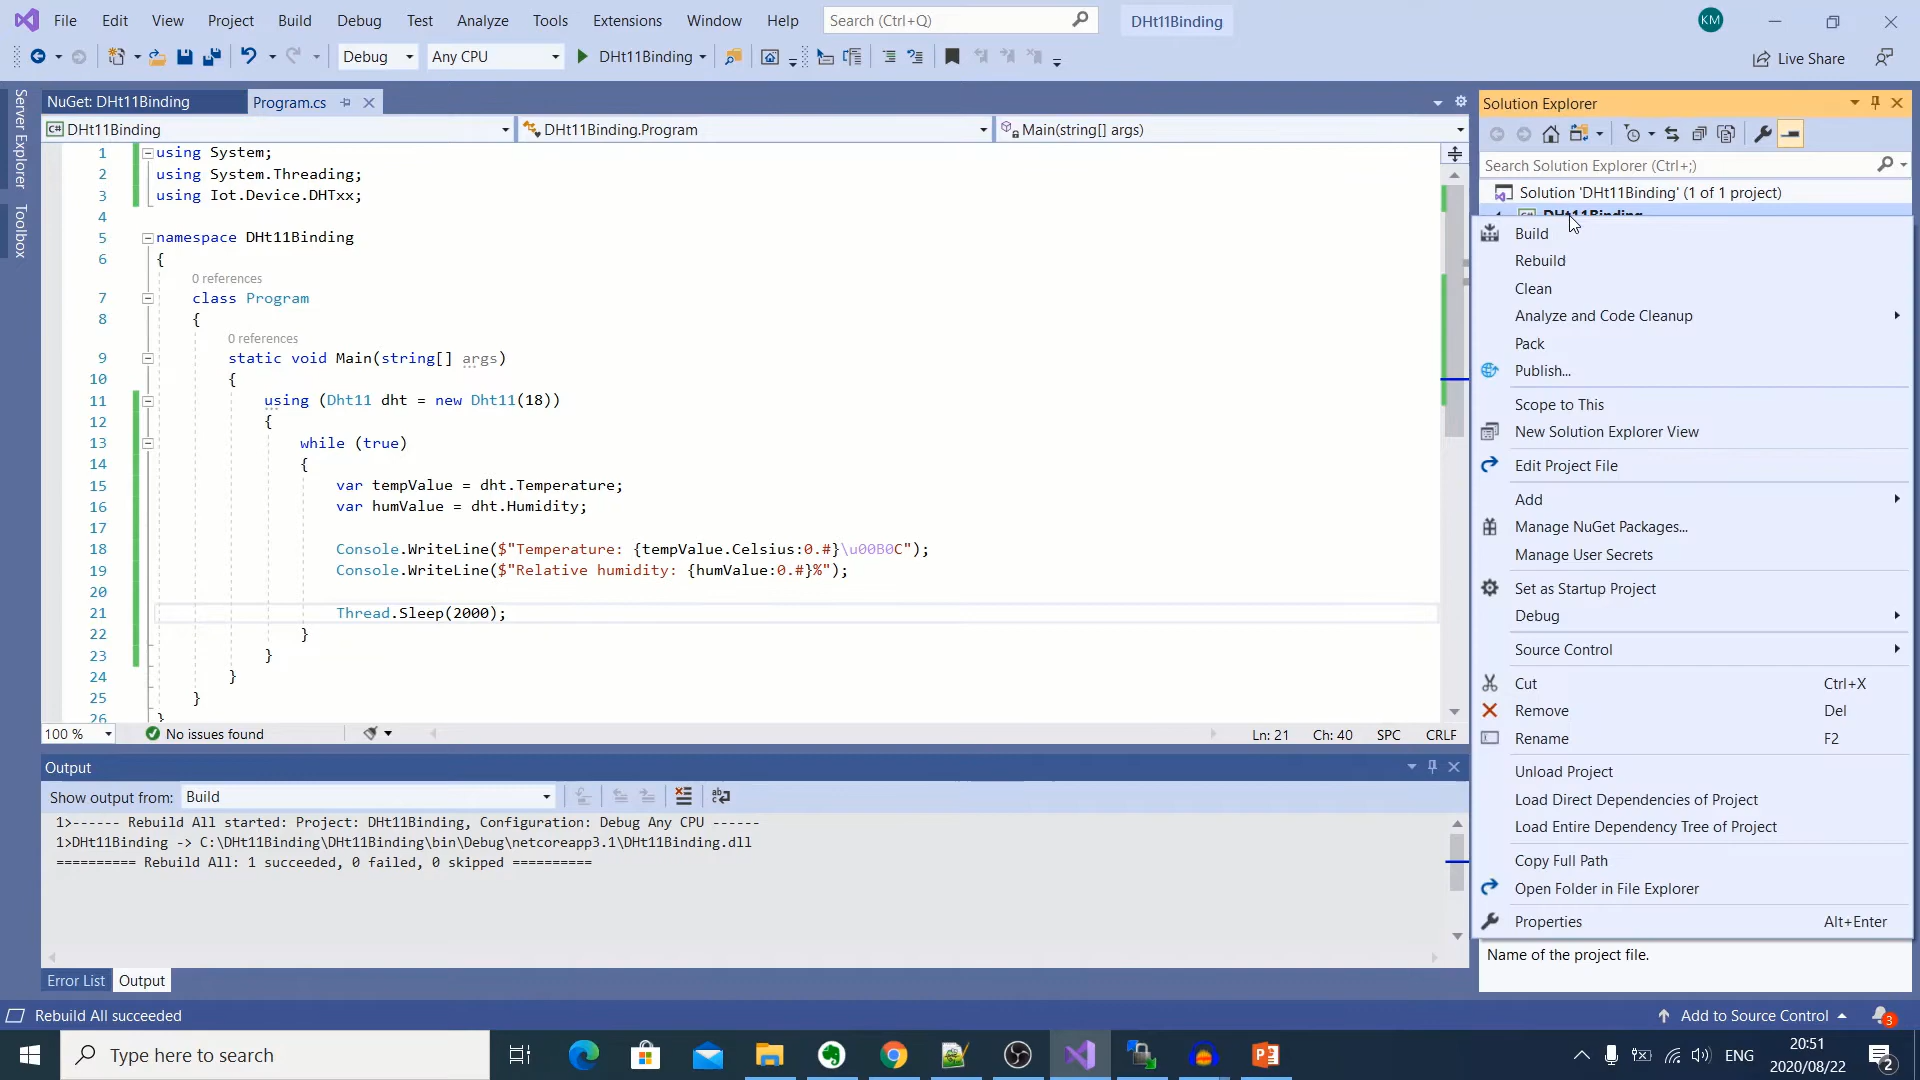 File Edit View Project Build Debug Test Analyze Tools Extensions Window Help Search (Ctrl+Q) DHt11Binding KM
Debug Any CPU DHt11Binding Live Share
Server Explorer
Toolbox
NuGet: DHt11Binding Program.cs
DHt11Binding DHt11Binding.Program Main(string[] args)
1 using System;
2 using System.Threading;
3 using Iot.Device.DHTxx;
4
5 namespace DHt11Binding
6 {
0 references
7 class Program
8 {
0 references
9 static void Main(string[] args)
10 {
11 using (Dht11 dht = new Dht11(18))
12 {
13 while (true)
14 {
15 var tempValue = dht.Temperature;
16 var humValue = dht.Humidity;
17
18 Console.WriteLine($"Temperature: {tempValue.Celsius:0.#}\u00B0C");
19 Console.WriteLine($"Relative humidity: {humValue:0.#}%");
20
21 Thread.Sleep(2000);
22 }
23 }
24 }
25 }
26 }
100 % No issues found Ln: 21 Ch: 40 SPC CRLF
Output
Show output from: Build
1>------ Rebuild All started: Project: DHt11Binding, Configuration: Debug Any CPU ------
1>DHt11Binding -> C:\DHt11Binding\DHt11Binding\bin\Debug\netcoreapp3.1\DHt11Binding.dll
========== Rebuild All: 1 succeeded, 0 failed, 0 skipped ==========
Error List Output
Solution Explorer
Search Solution Explorer (Ctrl+;)
Solution 'DHt11Binding' (1 of 1 project)
DHt11Binding
Build
Rebuild
Clean
Analyze and Code Cleanup
Pack
Publish...
Scope to This
New Solution Explorer View
Edit Project File
Add
Manage NuGet Packages...
Manage User Secrets
Set as Startup Project
Debug
Source Control
Cut Ctrl+X
Remove Del
Rename F2
Unload Project
Load Direct Dependencies of Project
Load Entire Dependency Tree of Project
Copy Full Path
Open Folder in File Explorer
Properties Alt+Enter
Name of the project file.
Rebuild All succeeded Add to Source Control 3
Type here to search ENG 20:51
2020/08/22 2